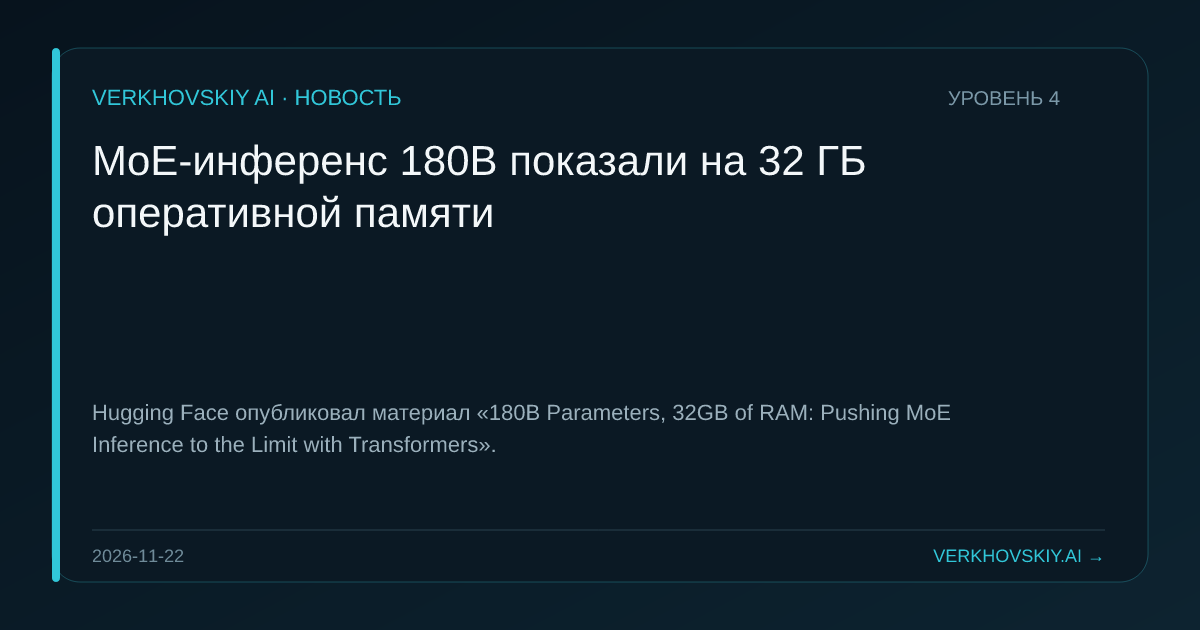 VERKHOVSKIY AI · НОВОСТЬ
УРОВЕНЬ 4
MoE-инференс 180B показали на 32 ГБ
оперативной памяти
Hugging Face опубликовал материал «180B Parameters, 32GB of RAM: Pushing MoE
Inference to the Limit with Transformers».
2026-11-22
VERKHOVSKIY.AI →